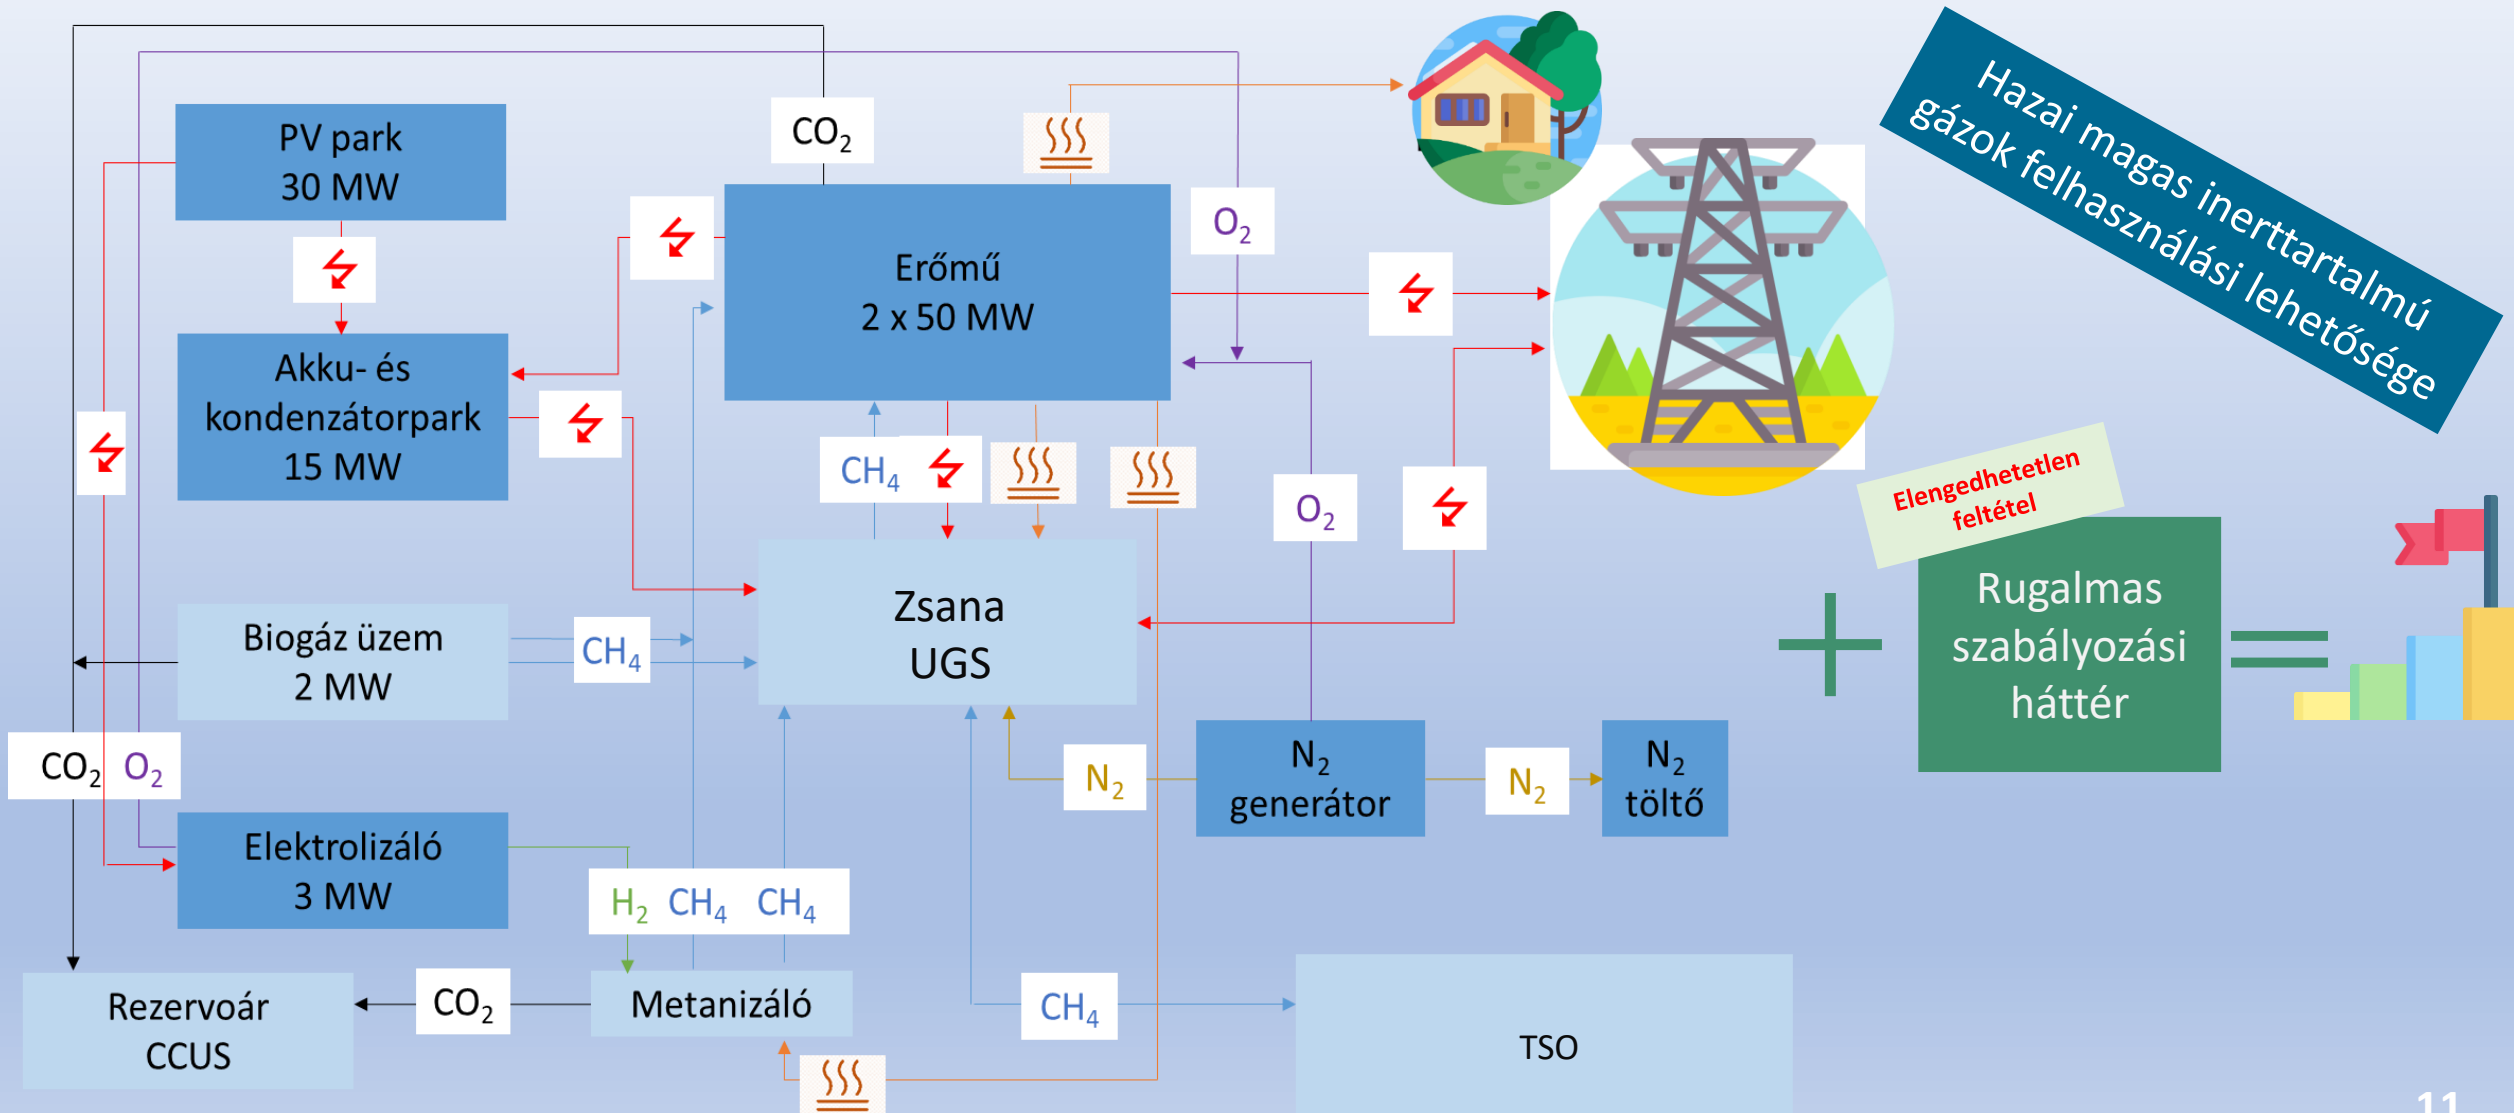 CO₂
PV park
30 MW
O₂
Erőmű
2 x 50 MW
Akku- és
kondenzátorpark
15 MW
CH₄
O₂
Zsana
UGS
Biogáz üzem
2 MW
CH₄
CO₂ O₂
N₂
N₂
generátor
N₂
N₂
töltő
Elektrolizáló
3 MW
H₂ CH₄ CH₄
Rezervoár
CCUS
CO₂
Metanizáló
CH₄
TSO
Hazai magas inerttartalmú
gázok felhasználási lehetősége
Elengedhetetlen
feltétel
Rugalmas
szabályozási
háttér
11